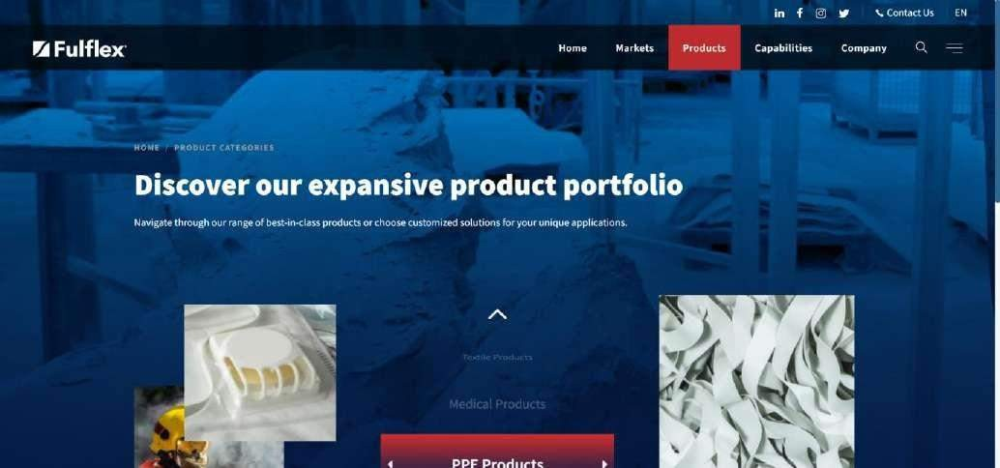 Contact Us EN
Fulflex
Home Markets Products Capabilities Company
HOME / PRODUCT CATEGORIES
Discover our expansive product portfolio
Navigate through our range of best-in-class products or choose customized solutions for your unique applications.
Textile Products
Medical Products
PPE Products